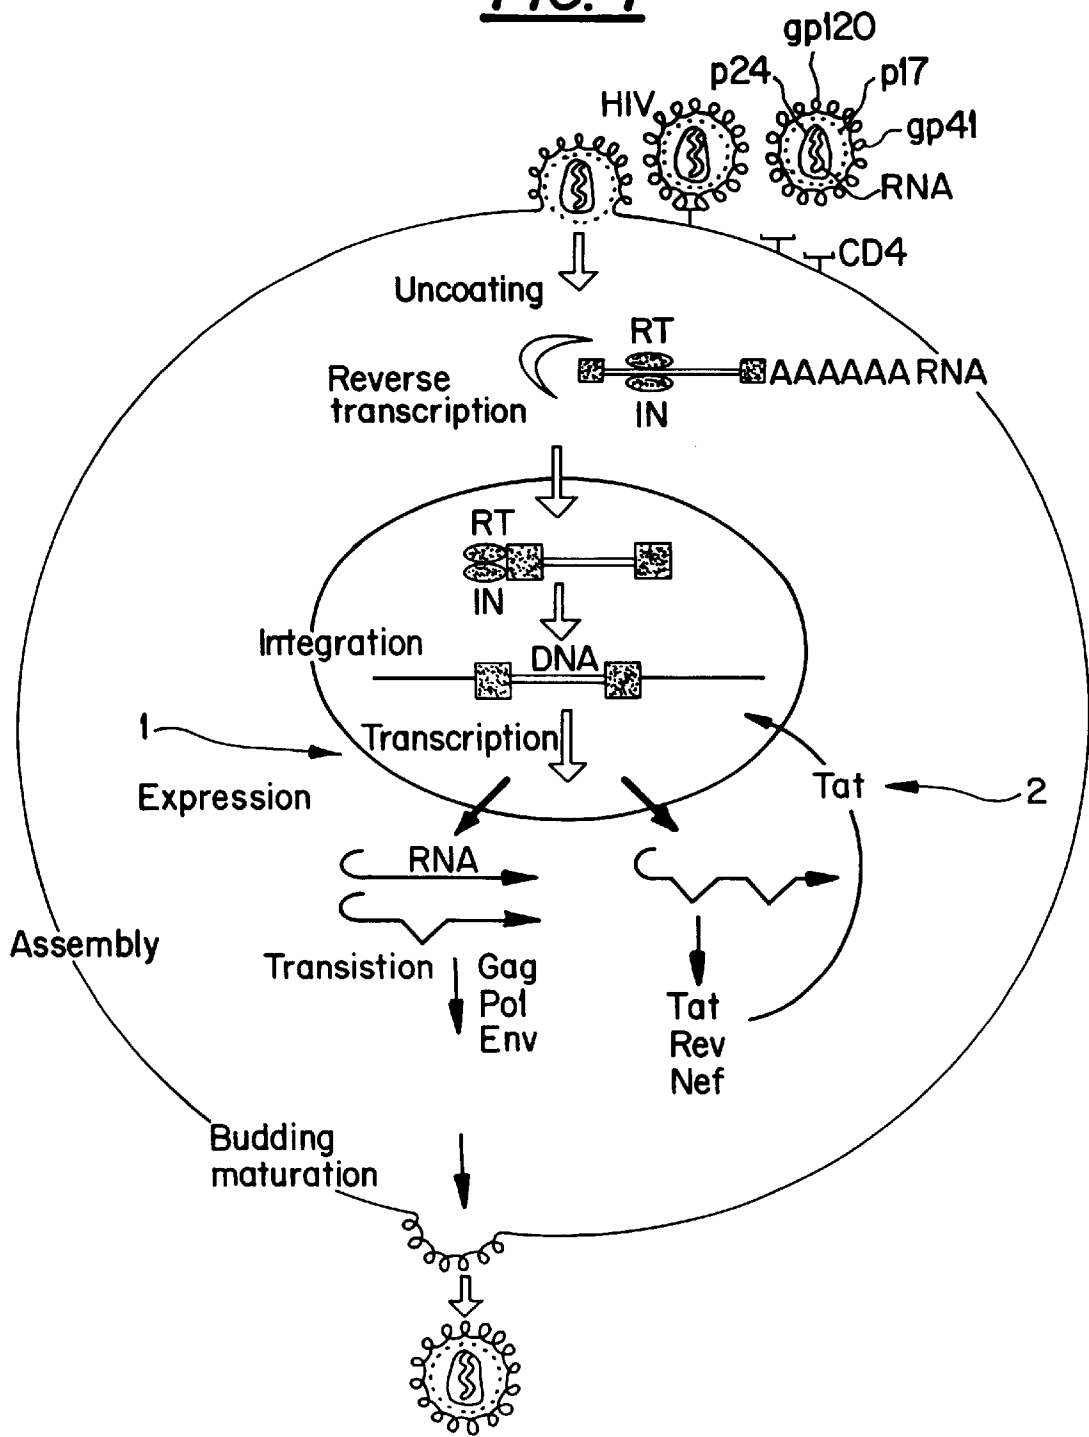 gp120
p24
p17
HIV
gp41
RNA
CD4
Uncoating
RT
AAAAAA RNA
Reverse
transcription
IN
RT
IN
Integration
DNA
1
Transcription
Tat
2
Expression
RNA
Assembly
Transistion
Gag
Pol
Env
Tat
Rev
Nef
Budding
maturation